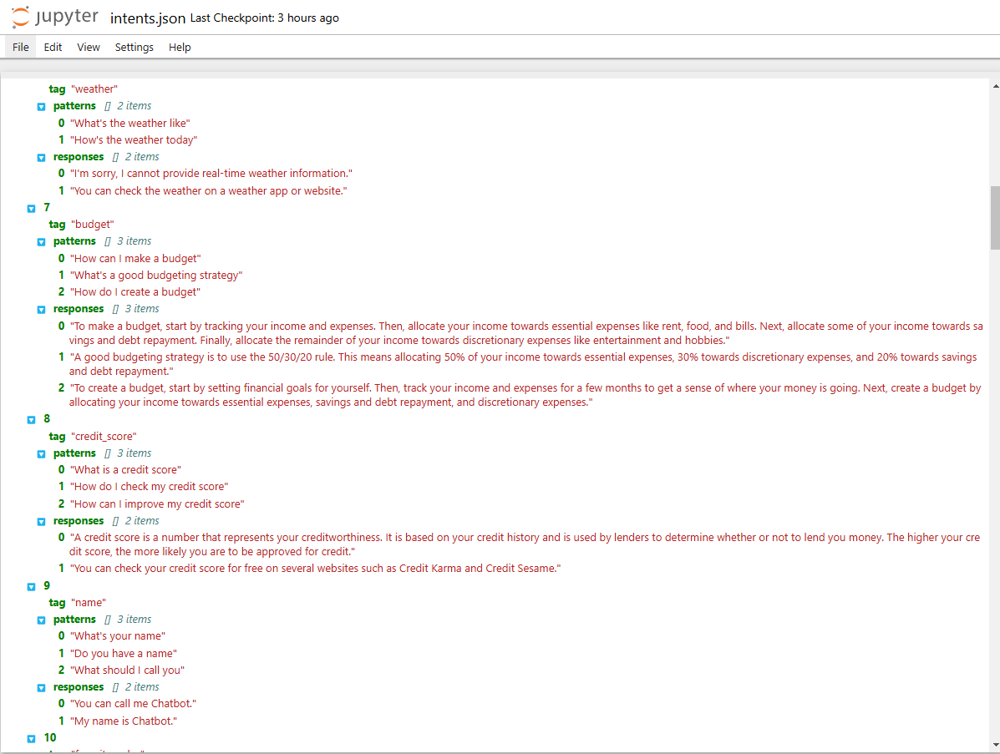 jupyter intents.json Last Checkpoint: 3 hours ago
File Edit View Settings Help
tag "weather"
patterns [] 2 items
0 "What's the weather like"
1 "How's the weather today"
responses [] 2 items
0 "I'm sorry, I cannot provide real-time weather information."
1 "You can check the weather on a weather app or website."
7
tag "budget"
patterns [] 3 items
0 "How can I make a budget"
1 "What's a good budgeting strategy"
2 "How do I create a budget"
responses [] 3 items
0 "To make a budget, start by tracking your income and expenses. Then, allocate your income towards essential expenses like rent, food, and bills. Next, allocate some of your income towards sa
vings and debt repayment. Finally, allocate the remainder of your income towards discretionary expenses like entertainment and hobbies."
1 "A good budgeting strategy is to use the 50/30/20 rule. This means allocating 50% of your income towards essential expenses, 30% towards discretionary expenses, and 20% towards savings
and debt repayment."
2 "To create a budget, start by setting financial goals for yourself. Then, track your income and expenses for a few months to get a sense of where your money is going. Next, create a budget by
allocating your income towards essential expenses, savings and debt repayment, and discretionary expenses."
8
tag "credit_score"
patterns [] 3 items
0 "What is a credit score"
1 "How do I check my credit score"
2 "How can I improve my credit score"
responses [] 2 items
0 "A credit score is a number that represents your creditworthiness. It is based on your credit history and is used by lenders to determine whether or not to lend you money. The higher your cre
dit score, the more likely you are to be approved for credit."
1 "You can check your credit score for free on several websites such as Credit Karma and Credit Sesame."
9
tag "name"
patterns [] 3 items
0 "What's your name"
1 "Do you have a name"
2 "What should I call you"
responses [] 2 items
0 "You can call me Chatbot."
1 "My name is Chatbot."
10